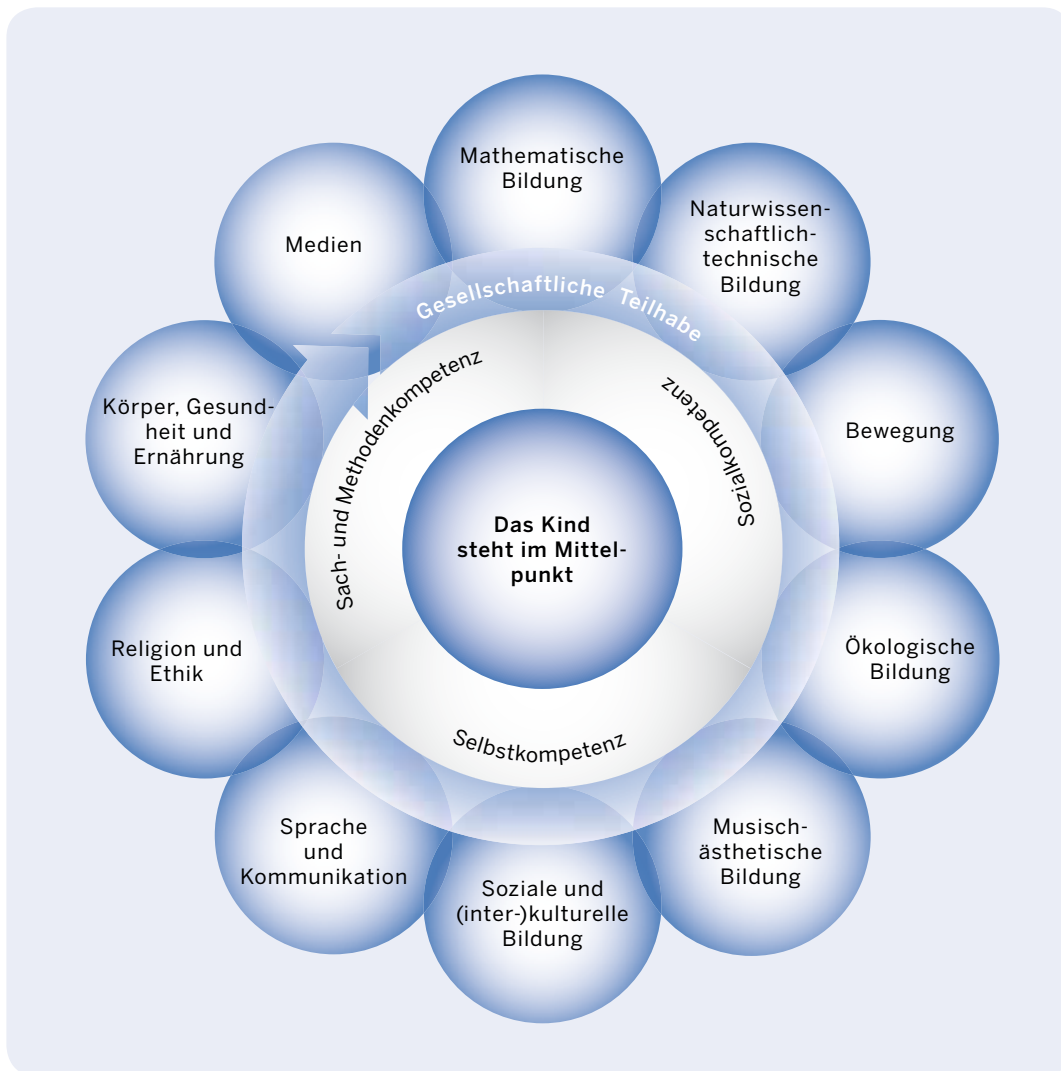 Mathematische
Bildung
Naturwissen-
schaftlich-
technische
Bildung
Bewegung
Ökologische
Bildung
Musisch-
ästhetische
Bildung
Soziale und
(inter-)kulturelle
Bildung
Sprache
und
Kommunikation
Religion und
Ethik
Körper, Gesund-
heit und
Ernährung
Medien
Gesellschaftliche Teilhabe
Sach- und Methodenkompetenz
Sozialkompetenz
Selbstkompetenz
Das Kind
steht im Mittel-
punkt